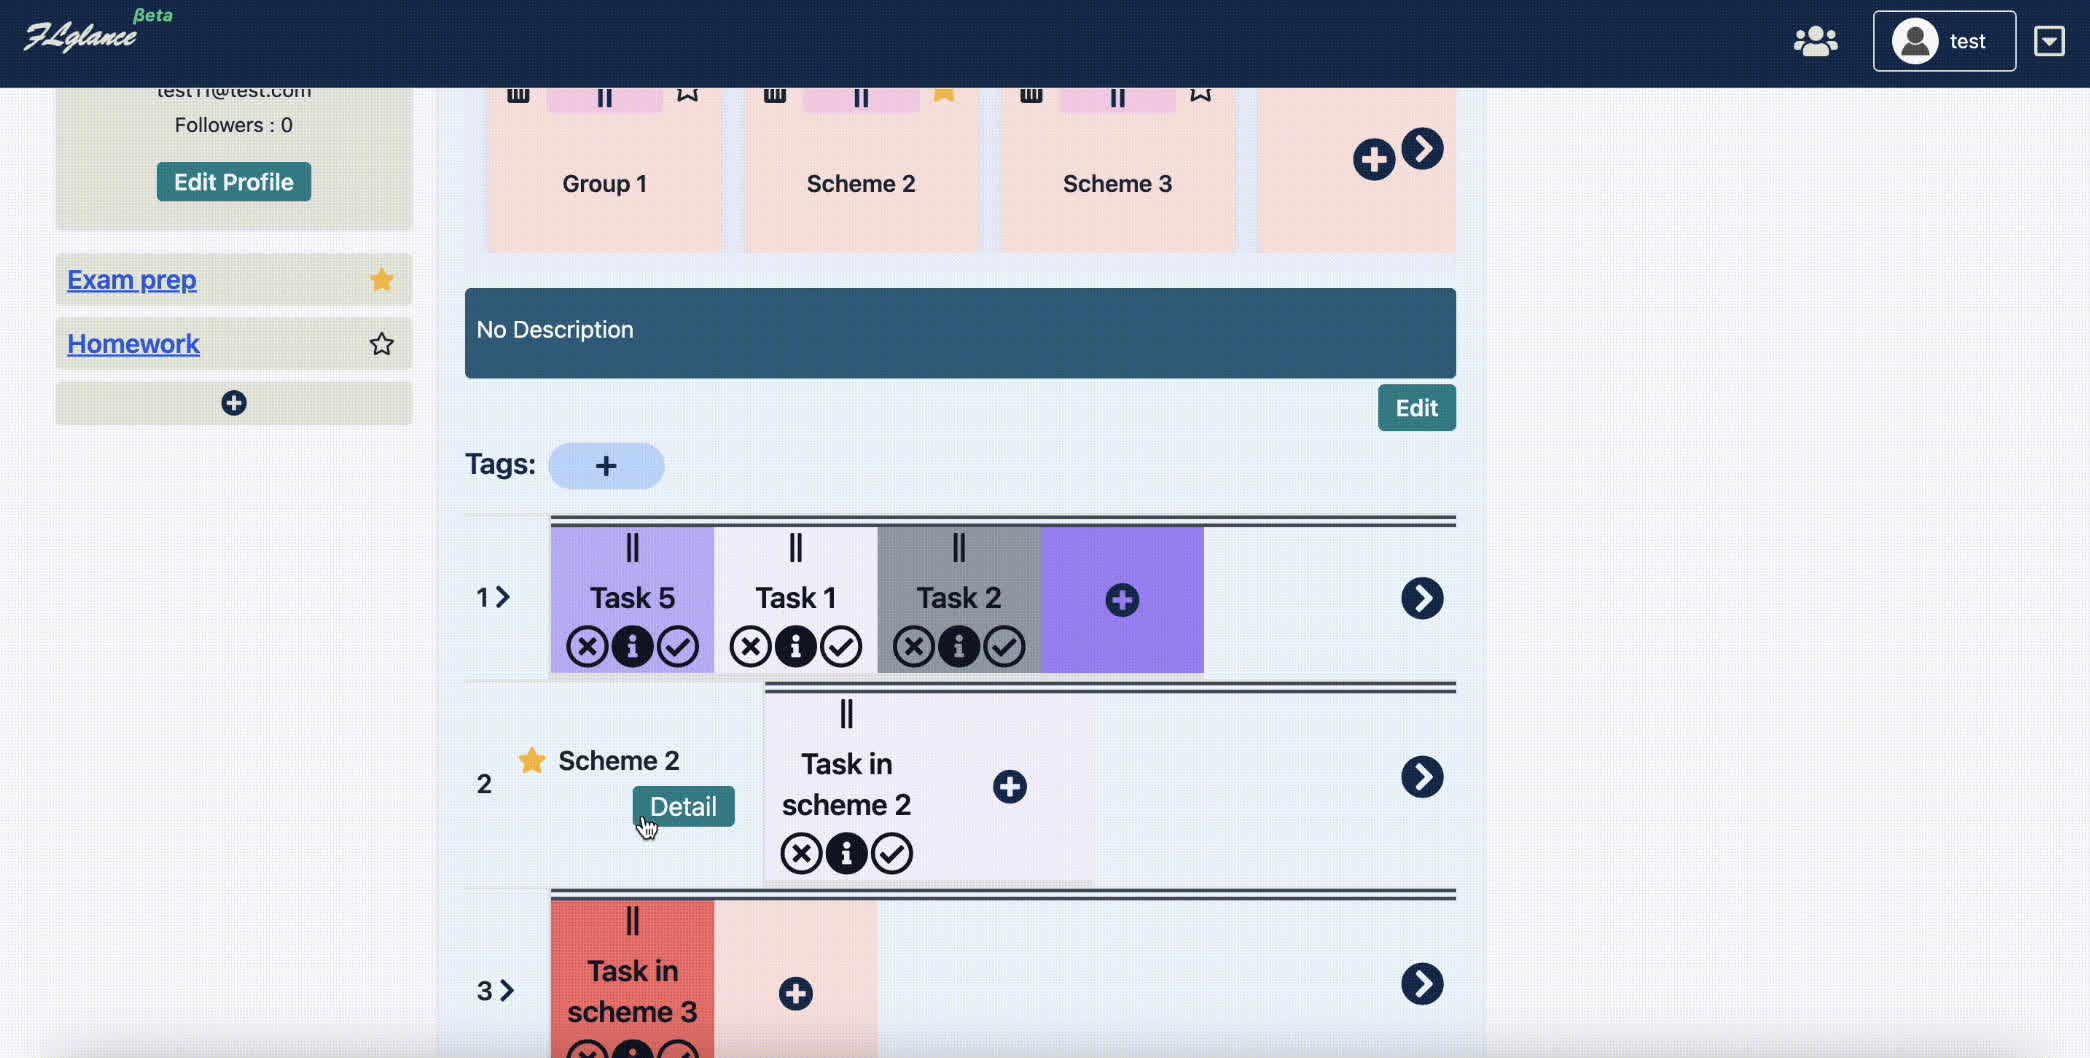 FLglance
βeta
test
test11@test.com
Followers : 0
Edit Profile
Exam prep
Homework
Group 1
Scheme 2
Scheme 3
No Description
Edit
Tags:
+
1
Task 5
Task 1
Task 2
2
Scheme 2
Detail
Task in
scheme 2
3
Task in
scheme 3